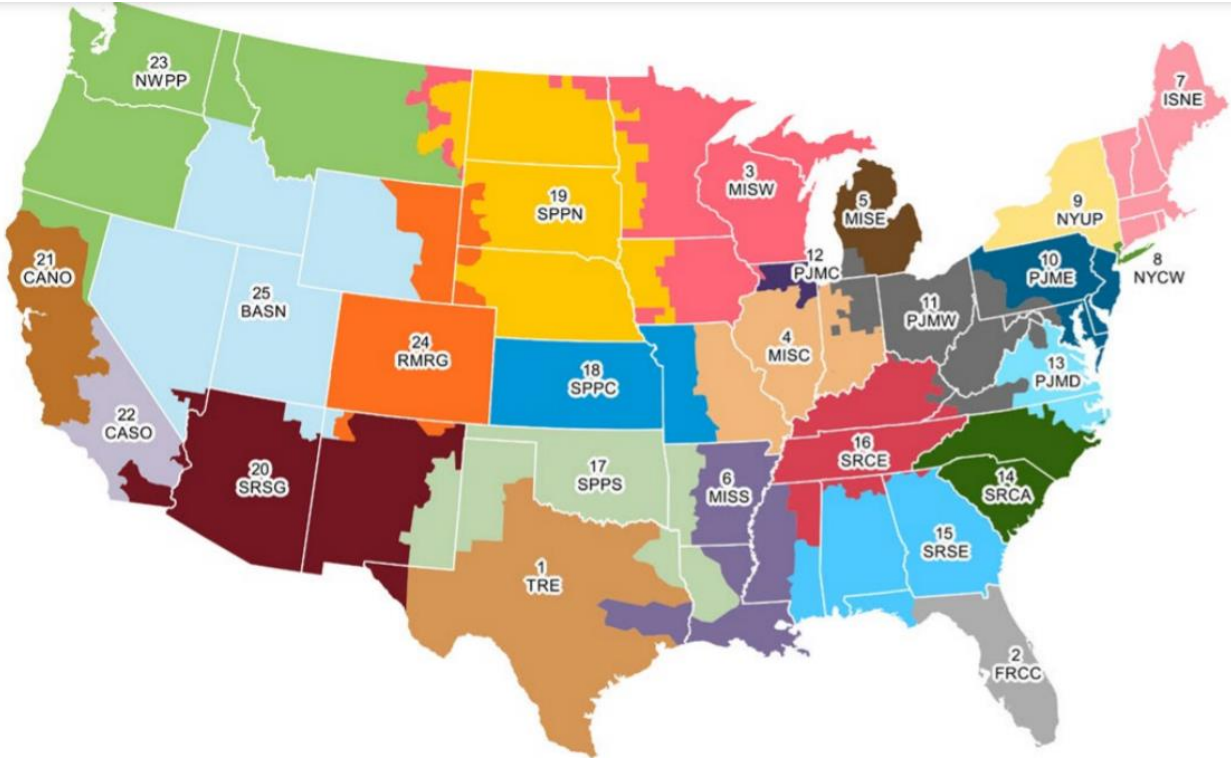 23
NWPP
7
ISNE
3
MISW
19
SPPN
5
MISE
9
NYUP
12
PJMC
8
NYCW
21
CANO
10
PJME
25
BASN
11
PJMW
24
RMRG
4
MISC
13
PJMD
18
SPPC
22
CASO
16
SRCE
17
SPPS
20
SRSG
6
MISS
14
SRCA
15
SRSE
1
TRE
2
FRCC